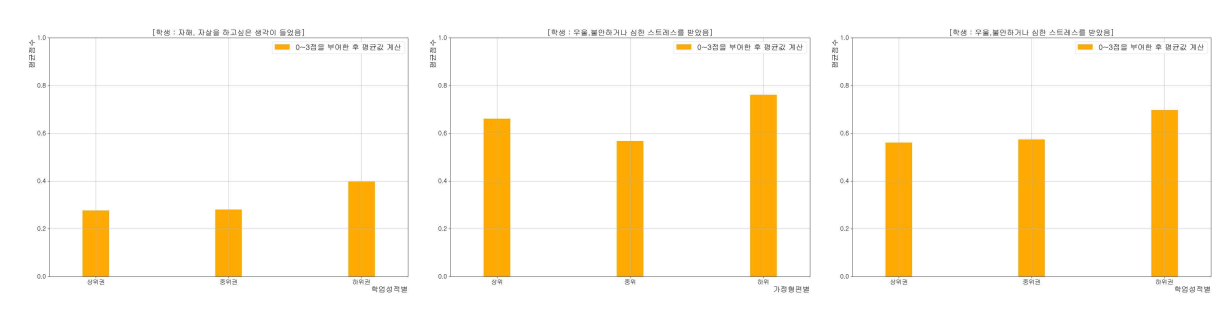 [학생 : 자해, 자살을 하고싶은 생각이 들었음]
평균점수
0~3점을 부여한 후 평균값 계산
1.0
0.8
0.6
0.4
0.2
0.0
상위권 중위권 하위권
학업성적별
[학생 : 우울,불안하거나 심한 스트레스를 받았음]
평균점수
0~3점을 부여한 후 평균값 계산
1.0
0.8
0.6
0.4
0.2
0.0
상위 중위 하위
가정형편별
[학생 : 우울,불안하거나 심한 스트레스를 받았음]
평균점수
0~3점을 부여한 후 평균값 계산
1.0
0.8
0.6
0.4
0.2
0.0
상위권 중위권 하위권
학업성적별